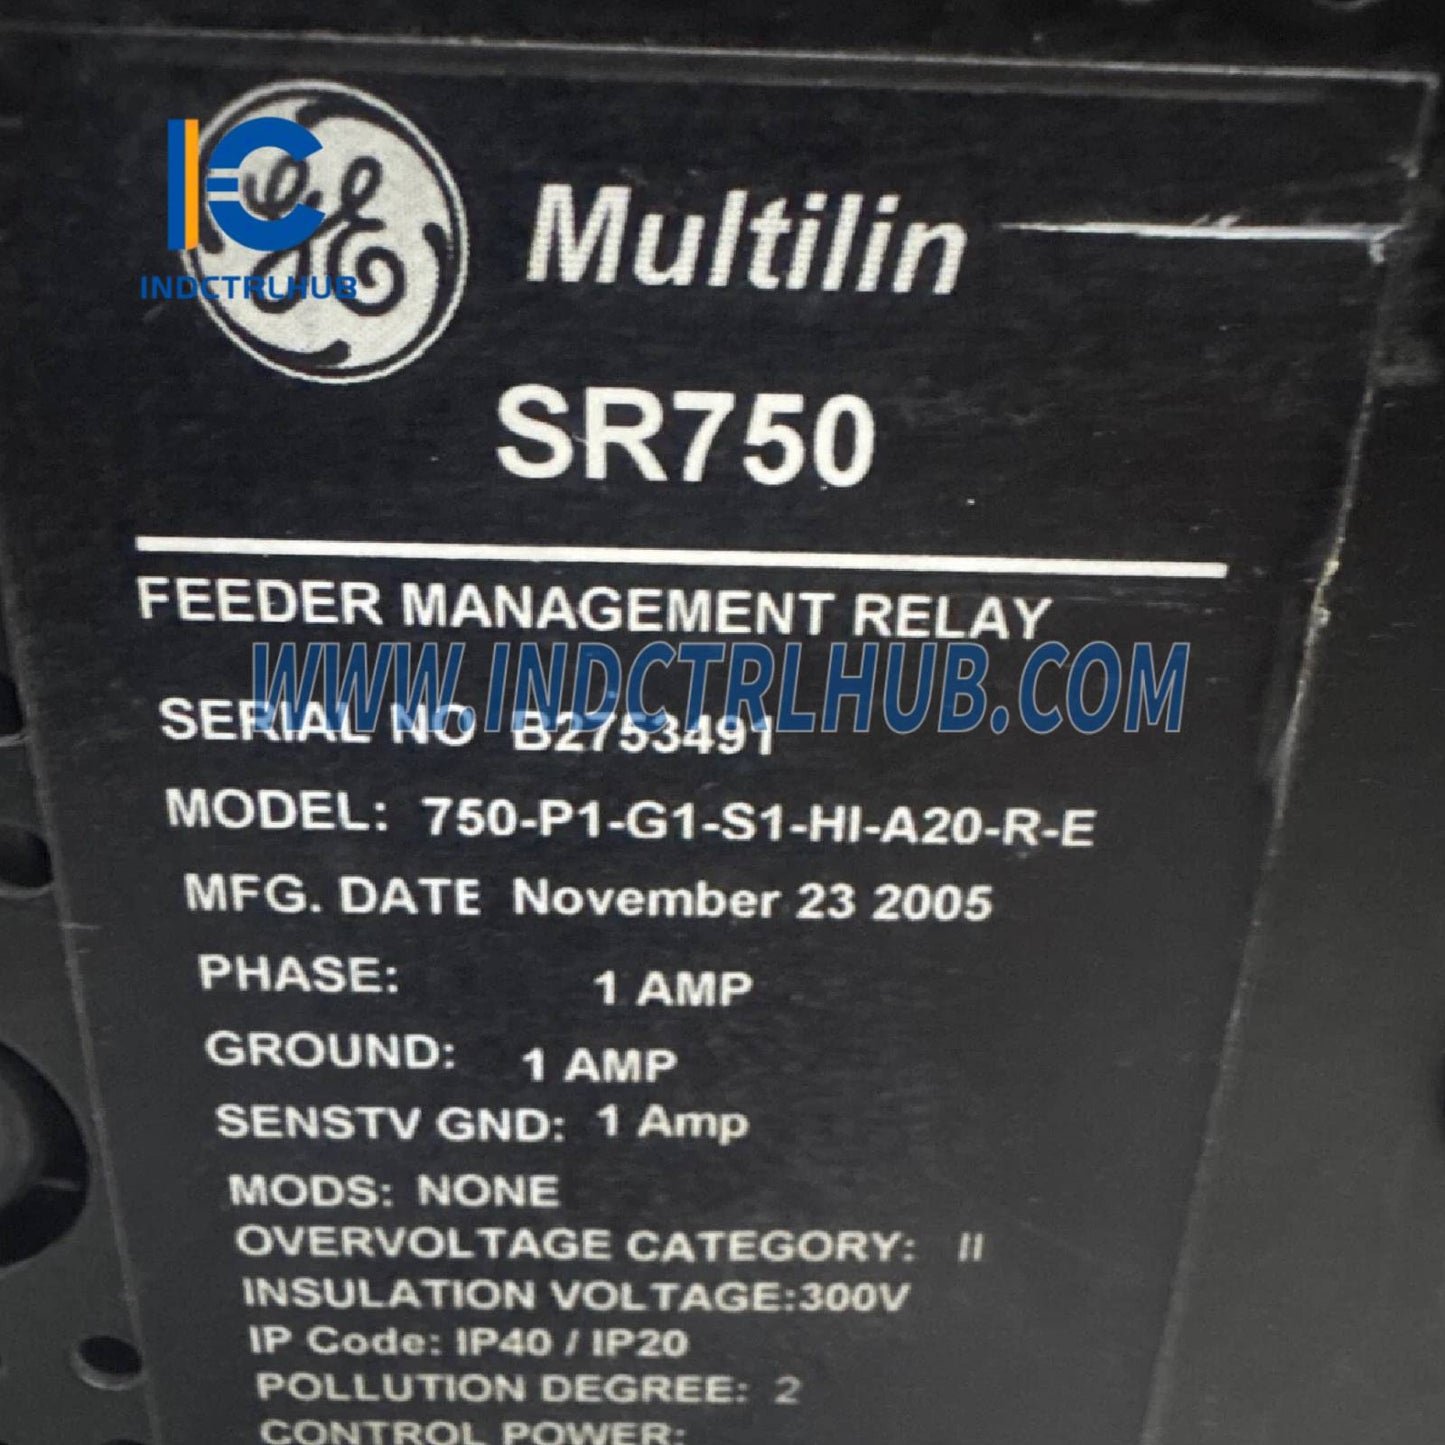 INDCTRLHUB
Multilin
SR750
FEEDER MANAGEMENT RELAY
WWW.INDCTRLHUB.COM
SERIAL NO B2753491
MODEL: 750-P1-G1-S1-HI-A20-R-E
MFG. DATE November 23 2005
PHASE: 1 AMP
GROUND: 1 AMP
SENSTV GND: 1 Amp
MODS: NONE
OVERVOLTAGE CATEGORY: II
INSULATION VOLTAGE:300V
IP Code: IP40 / IP20
POLLUTION DEGREE: 2
CONTROL POWER: